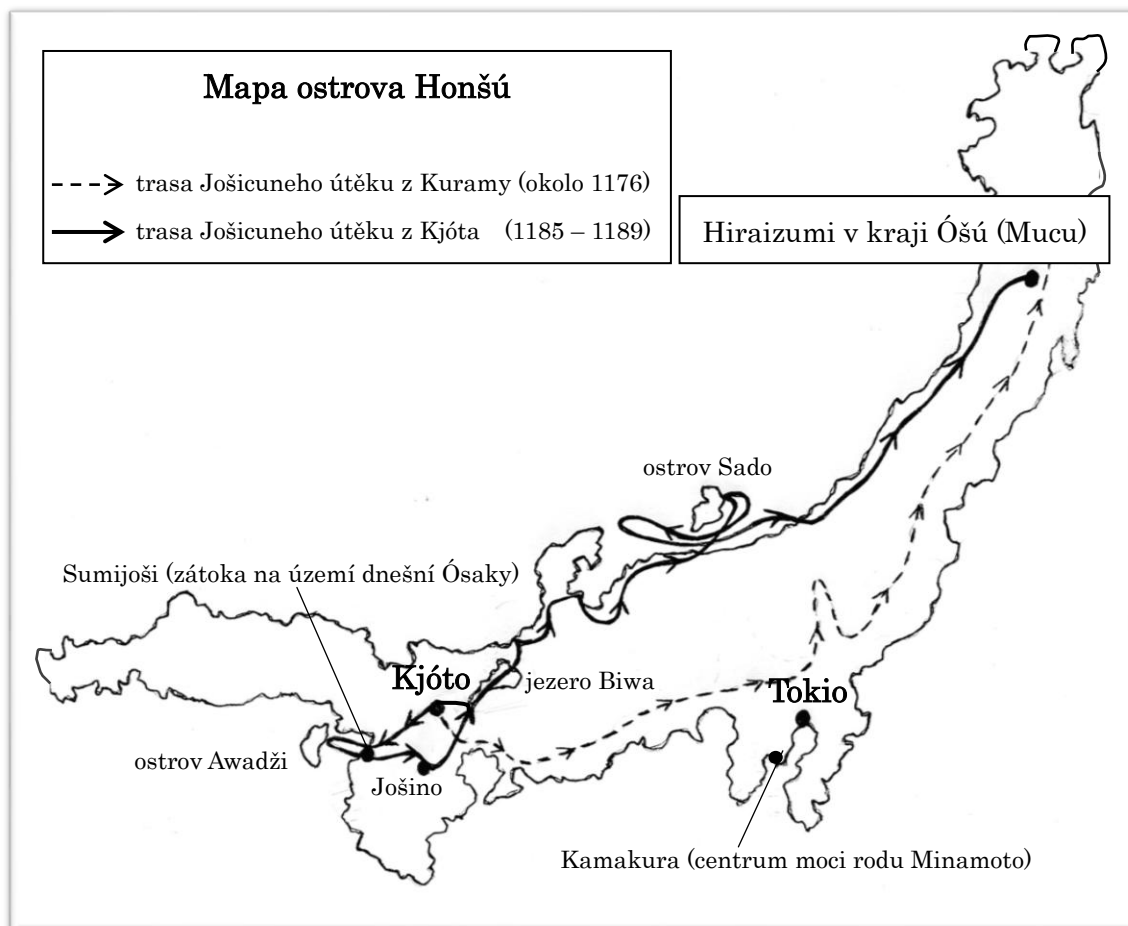 Mapa ostrova Honšú
trasa Jošicuneho útěku z Kuramy (okolo 1176)
trasa Jošicuneho útěku z Kjóta (1185 – 1189)
Hiraizumi v kraji Óšú (Mucu)
ostrov Sado
Sumijoši (zátoka na území dnešní Ósaky)
Kjóto
jezero Biwa
Tokio
ostrov Awadži
Jošino
Kamakura (centrum moci rodu Minamoto)